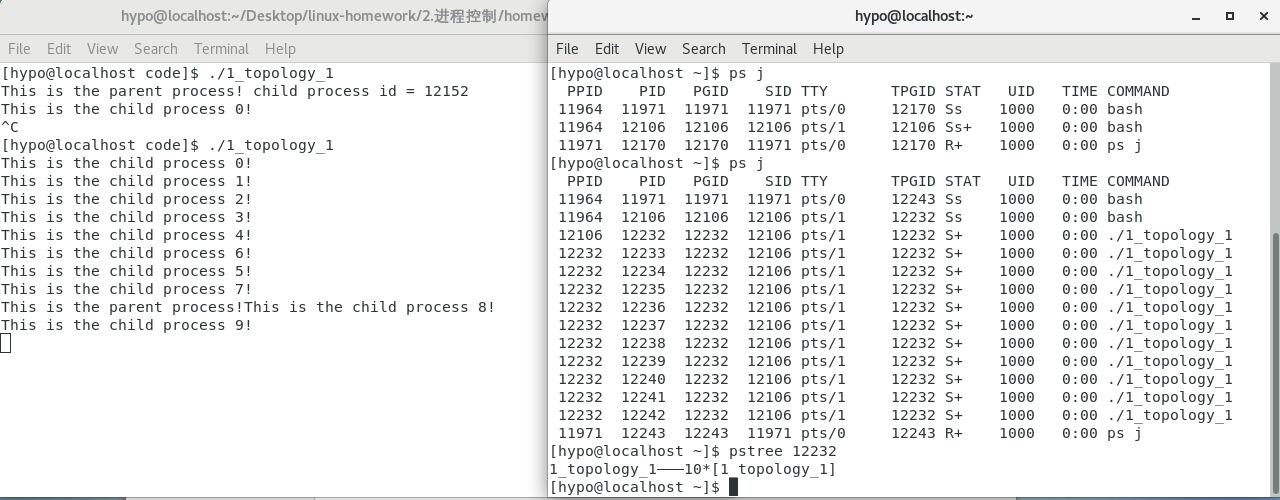 hypo@localhost:~/Desktop/linux-homework/2.进程控制/homew
File Edit View Search Terminal Help
[hypo@localhost code]$ ./1_topology_1
This is the parent process! child process id = 12152
This is the child process 0!
^C
[hypo@localhost code]$ ./1_topology_1
This is the child process 0!
This is the child process 1!
This is the child process 2!
This is the child process 3!
This is the child process 4!
This is the child process 6!
This is the child process 5!
This is the child process 7!
This is the parent process!This is the child process 8!
This is the child process 9!
hypo@localhost:~
File Edit View Search Terminal Help
[hypo@localhost ~]$ ps j
PPID PID PGID SID TTY TPGID STAT UID TIME COMMAND
11964 11971 11971 11971 pts/0 12170 Ss 1000 0:00 bash
11964 12106 12106 12106 pts/1 12106 Ss+ 1000 0:00 bash
11971 12170 12170 11971 pts/0 12170 R+ 1000 0:00 ps j
[hypo@localhost ~]$ ps j
PPID PID PGID SID TTY TPGID STAT UID TIME COMMAND
11964 11971 11971 11971 pts/0 12243 Ss 1000 0:00 bash
11964 12106 12106 12106 pts/1 12232 Ss 1000 0:00 bash
12106 12232 12232 12106 pts/1 12232 S+ 1000 0:00 ./1_topology_1
12232 12233 12232 12106 pts/1 12232 S+ 1000 0:00 ./1_topology_1
12232 12234 12232 12106 pts/1 12232 S+ 1000 0:00 ./1_topology_1
12232 12235 12232 12106 pts/1 12232 S+ 1000 0:00 ./1_topology_1
12232 12236 12232 12106 pts/1 12232 S+ 1000 0:00 ./1_topology_1
12232 12237 12232 12106 pts/1 12232 S+ 1000 0:00 ./1_topology_1
12232 12238 12232 12106 pts/1 12232 S+ 1000 0:00 ./1_topology_1
12232 12239 12232 12106 pts/1 12232 S+ 1000 0:00 ./1_topology_1
12232 12240 12232 12106 pts/1 12232 S+ 1000 0:00 ./1_topology_1
12232 12241 12232 12106 pts/1 12232 S+ 1000 0:00 ./1_topology_1
12232 12242 12232 12106 pts/1 12232 S+ 1000 0:00 ./1_topology_1
11971 12243 12243 11971 pts/0 12243 R+ 1000 0:00 ps j
[hypo@localhost ~]$ pstree 12232
1_topology_1───10*[1_topology_1]
[hypo@localhost ~]$